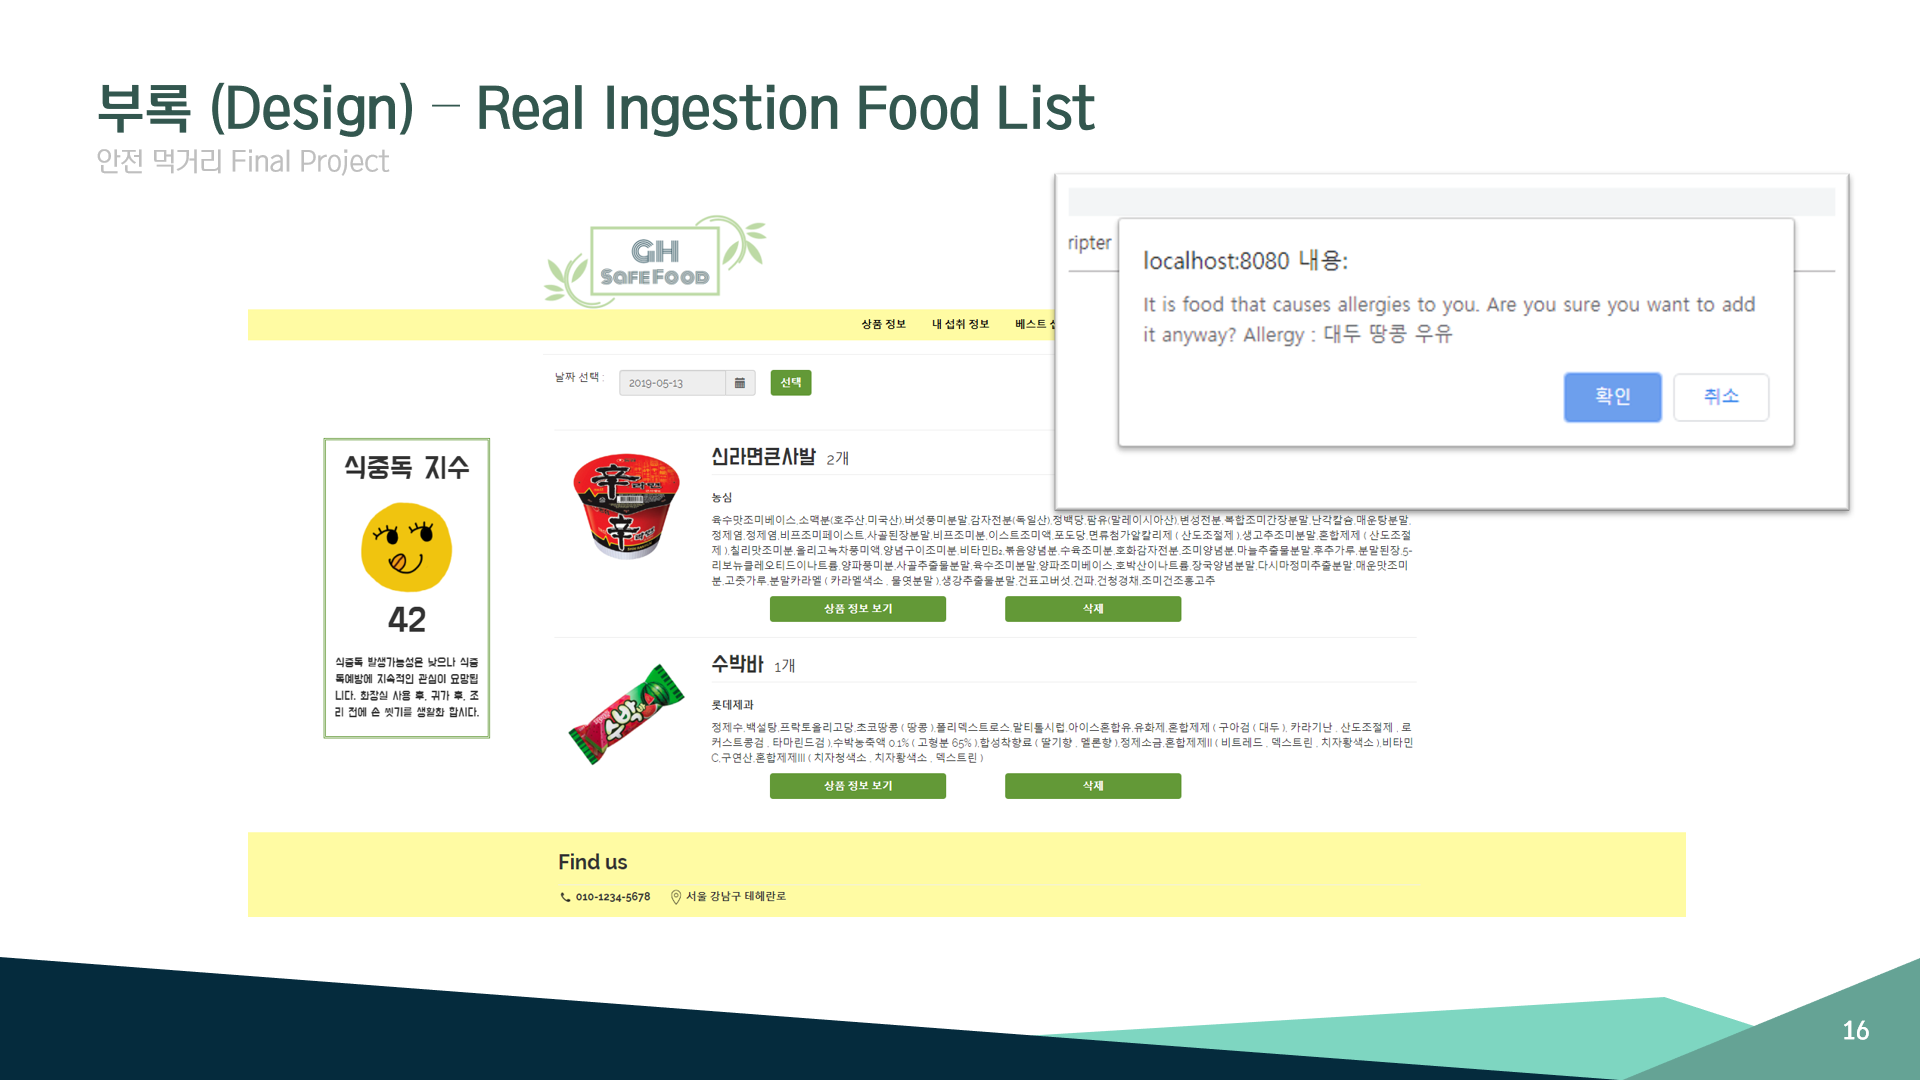 부록 (Design) – Real Ingestion Food List
안전 먹거리 Final Project
GH
SAFEFOOD
상품 정보 내 섭취 정보 베스트
ripter
localhost:8080 내용:
It is food that causes allergies to you. Are you sure you want to add
it anyway? Allergy : 대두 땅콩 우유
확인 취소
날짜 선택 : 2019-05-13 선택
식중독 지수
42
식중독 발생가능성은 낮으나 식중
독예방에 지속적인 관심이 요망됩
니다. 화장실 사용 후, 귀가 후, 조
리 전에 손 씻기를 생활화 합시다.
신라면큰사발 2개
농심
육수맛조미베이스,소맥분(호주산,미국산),버섯풍미분말,감자전분(독일산),정백당,팜유(말레이시아산),변성전분,복합조미간장분말,난각칼슘,매운탕분말,
정제염,정제염,비프조미페이스트,사골된장분말,비프조미분,이스트조미액,포도당,면류첨가알칼리제 ( 산도조절제 ),생고추조미분말,혼합제제 ( 산도조절
제 ),칠리맛조미분,올리고녹차풍미액,양념구이조미분,비타민B2,볶음양념분,수육조미분,호화감자전분,조미양념분,마늘추출물분말,후추가루,분말된장,5-
리보뉴클레오티드이나트륨,양파풍미분,사골추출물분말,육수조미분말,양파조미베이스,호박산이나트륨,장국양념분말,다시마정미추출분말,매운맛조미
분,고춧가루,분말카라멜 ( 카라멜색소 , 물엿분말 ),생강추출물분말,건표고버섯,건파,건청경채,조미건조홍고추
상품 정보 보기 삭제
수박바 1개
롯데제과
정제수,백설탕,프락토올리고당,초코땅콩 ( 땅콩 ),폴리덱스트로스,말티톨시럽,아이스혼합유,유화제,혼합제제 ( 구아검 ( 대두 ), 카라기난 , 산도조절제 , 로
커스트콩검 , 타마린드검 ),수박농축액 0.1% ( 고형분 65% ),합성착향료 ( 딸기향 , 멜론향 ),정제소금,혼합제제II ( 비트레드 , 덱스트린 , 치자황색소 ),비타민
C,구연산,혼합제제III ( 치자청색소 , 치자황색소 , 덱스트린 )
상품 정보 보기 삭제
Find us
010-1234-5678 서울 강남구 테헤란로
16